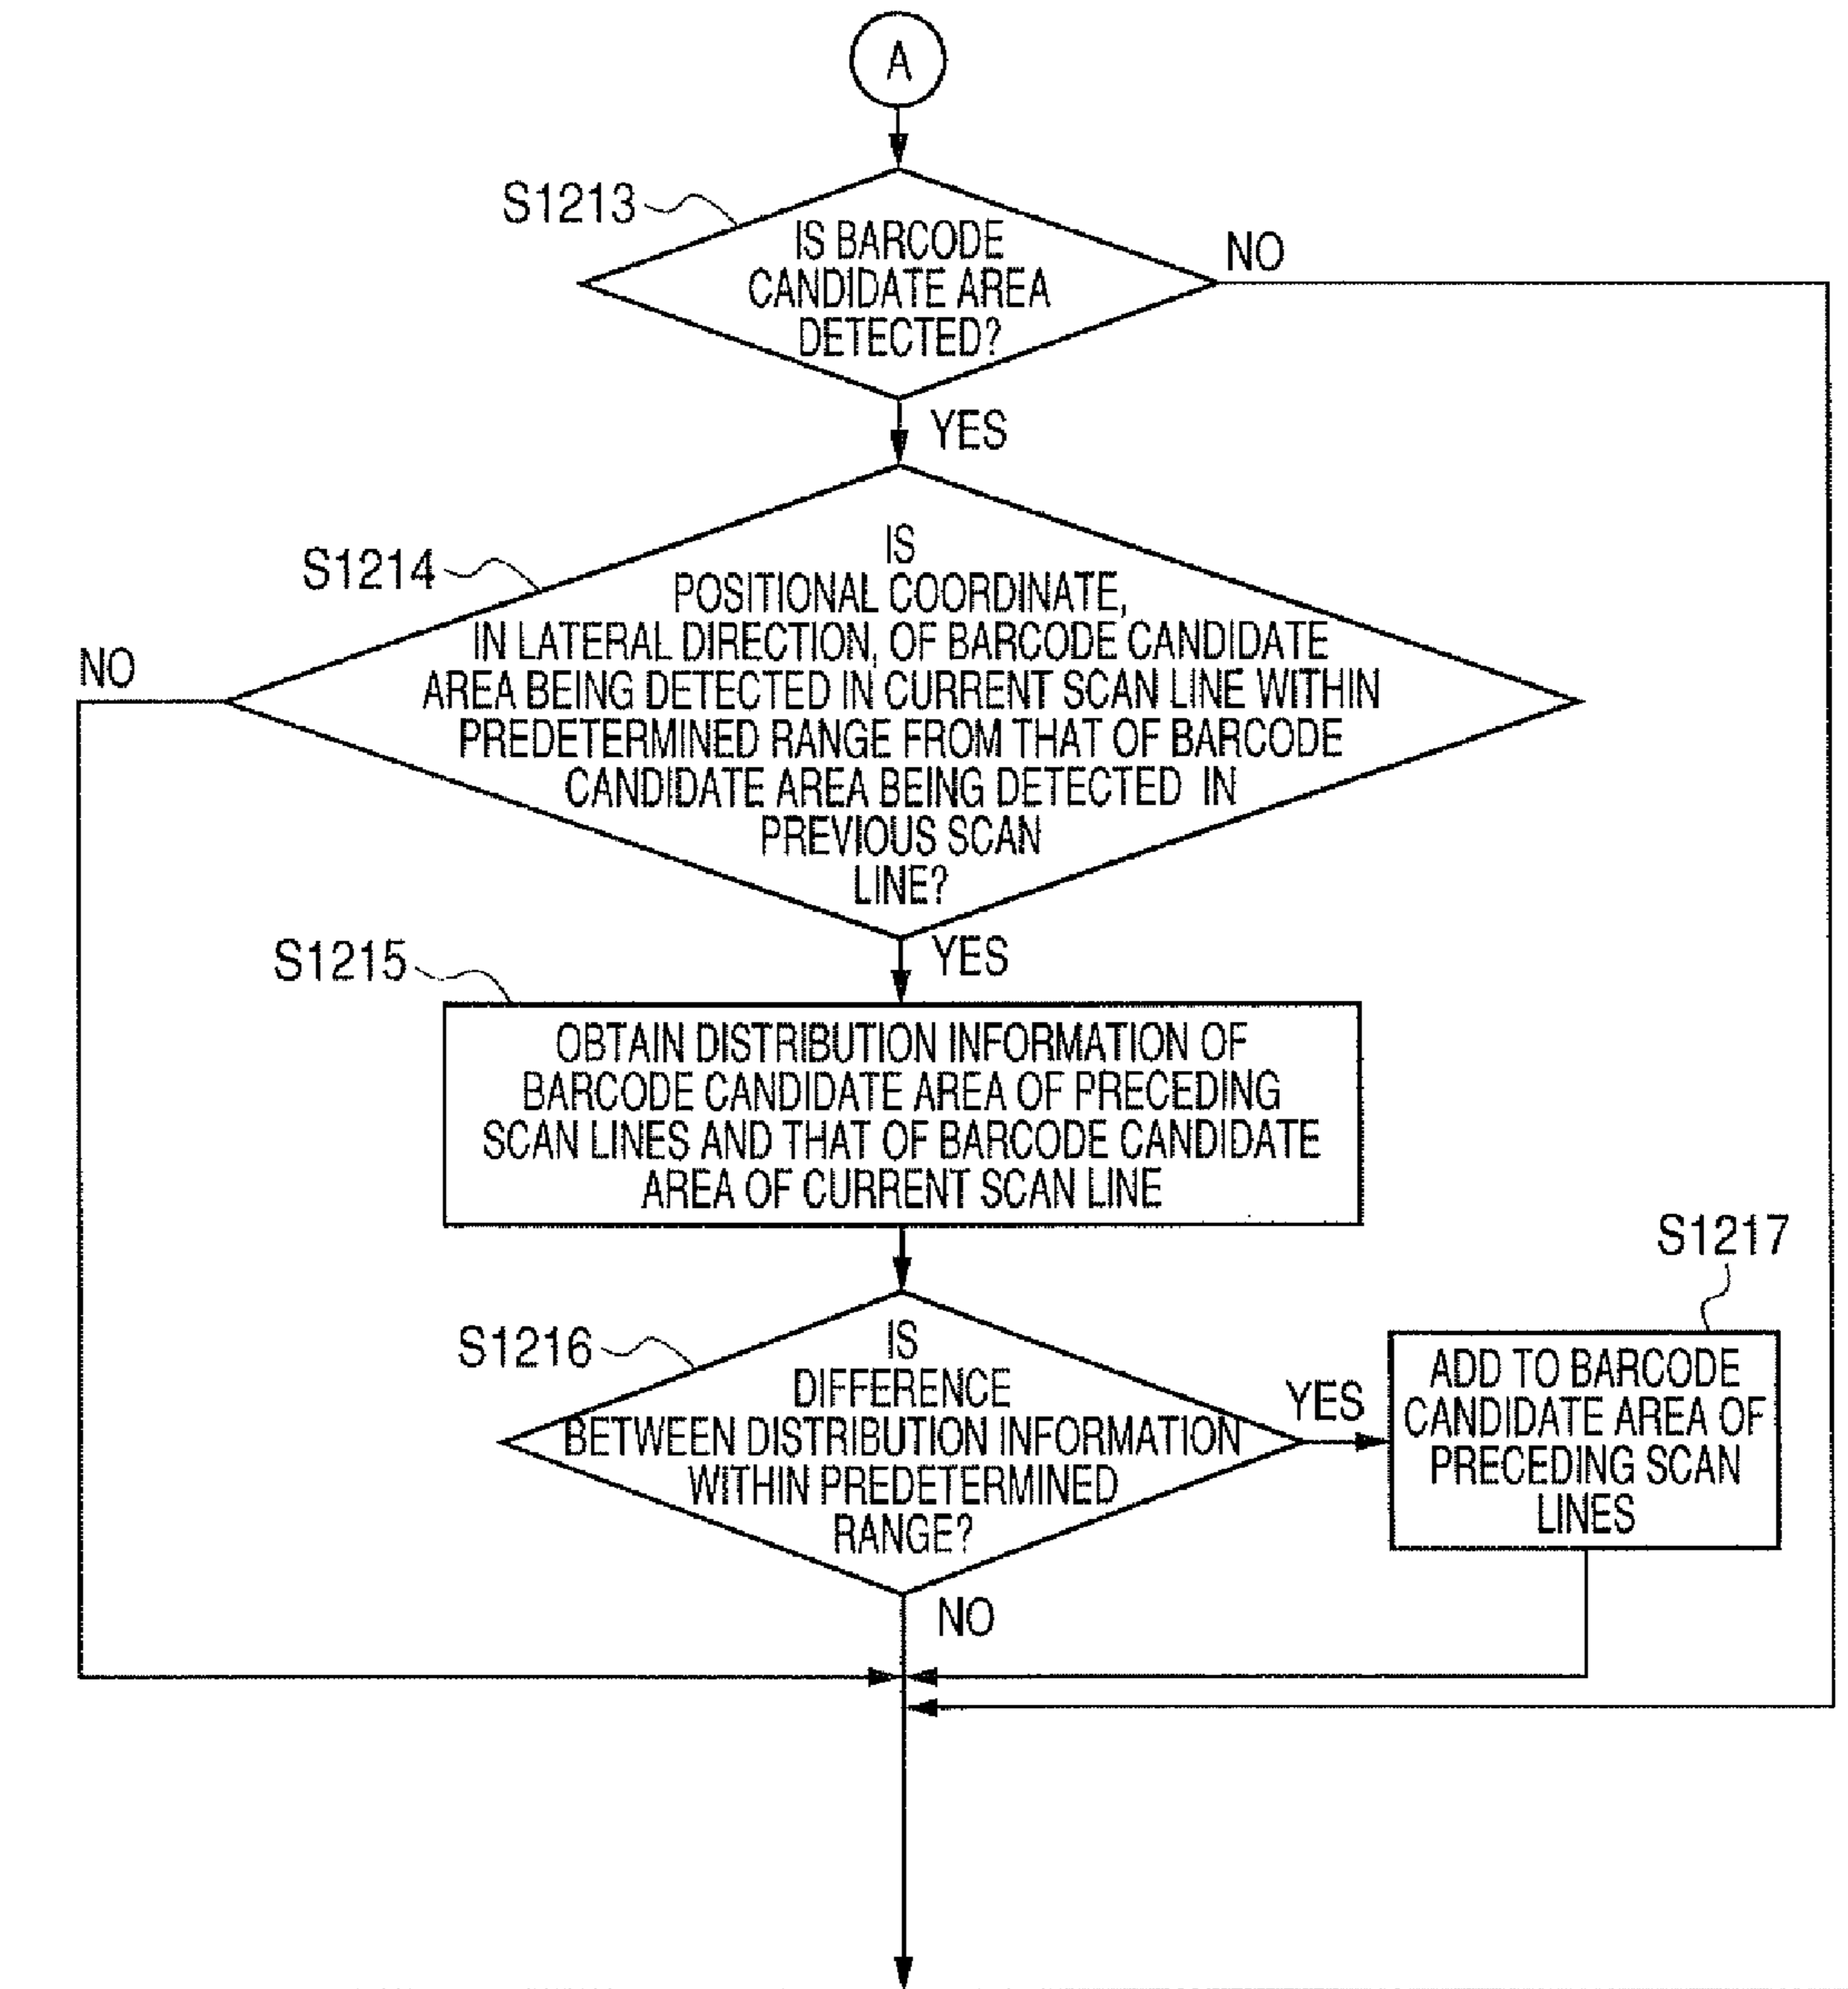 A
S1213
IS BARCODE
CANDIDATE AREA
DETECTED?
NO
YES
S1214
IS
POSITIONAL COORDINATE,
IN LATERAL DIRECTION, OF BARCODE CANDIDATE
AREA BEING DETECTED IN CURRENT SCAN LINE WITHIN
PREDETERMINED RANGE FROM THAT OF BARCODE
CANDIDATE AREA BEING DETECTED IN
PREVIOUS SCAN
LINE?
NO
YES
S1215
OBTAIN DISTRIBUTION INFORMATION OF
BARCODE CANDIDATE AREA OF PRECEDING
SCAN LINES AND THAT OF BARCODE CANDIDATE
AREA OF CURRENT SCAN LINE
S1216
IS
DIFFERENCE
BETWEEN DISTRIBUTION INFORMATION
WITHIN PREDETERMINED
RANGE?
YES
NO
S1217
ADD TO BARCODE
CANDIDATE AREA OF
PRECEDING SCAN
LINES